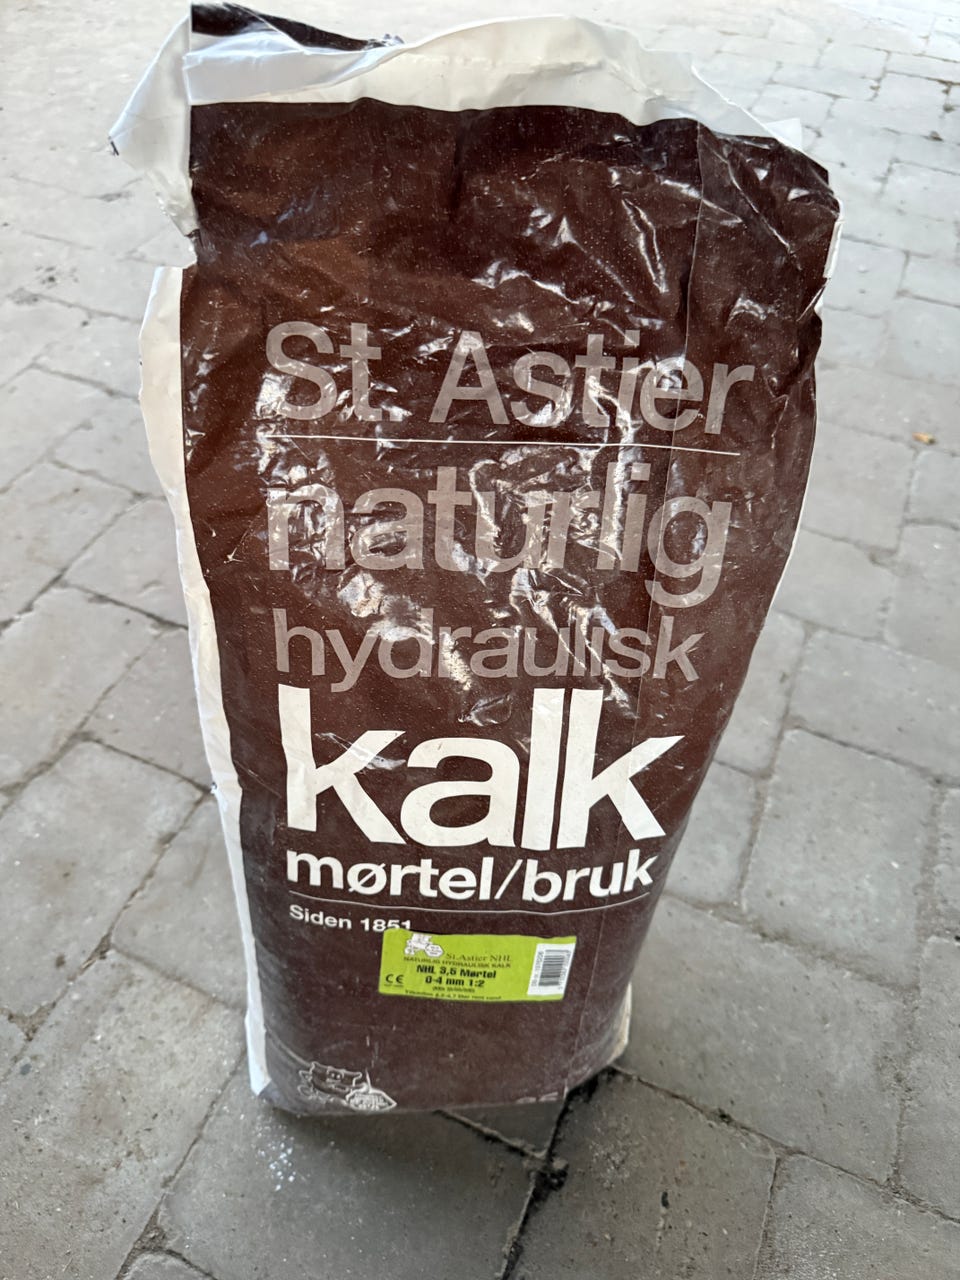 St. Astier
naturlig
hydraulisk
kalk
mørtel/bruk
Siden 1851
St.Astier NHL
NATURLIG HYDRAULISK KALK
NHL 3,5 Mørtel
0-4 mm 1:2
CE